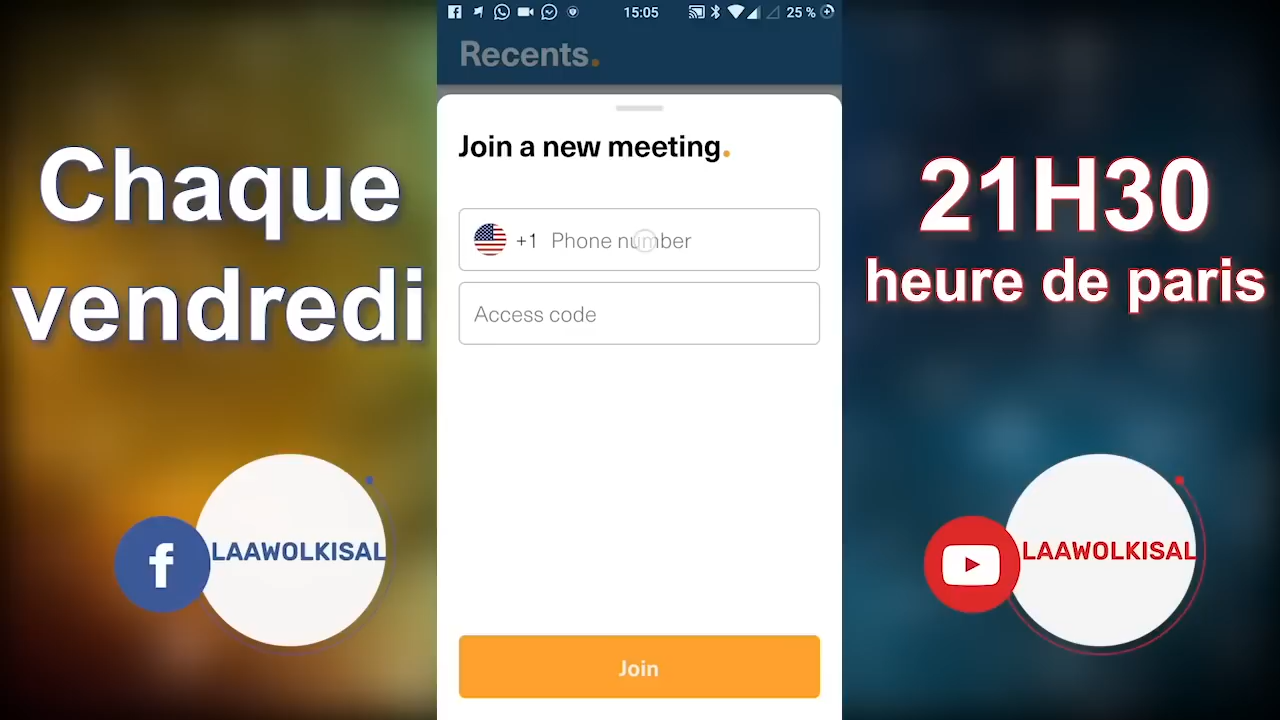 15:05
25 %
Recents.
Join a new meeting.
+1 Phone number
Access code
Join
Chaque
vendredi
f
LAAWOLKISAL
21H30
heure de paris
LAAWOLKISAL